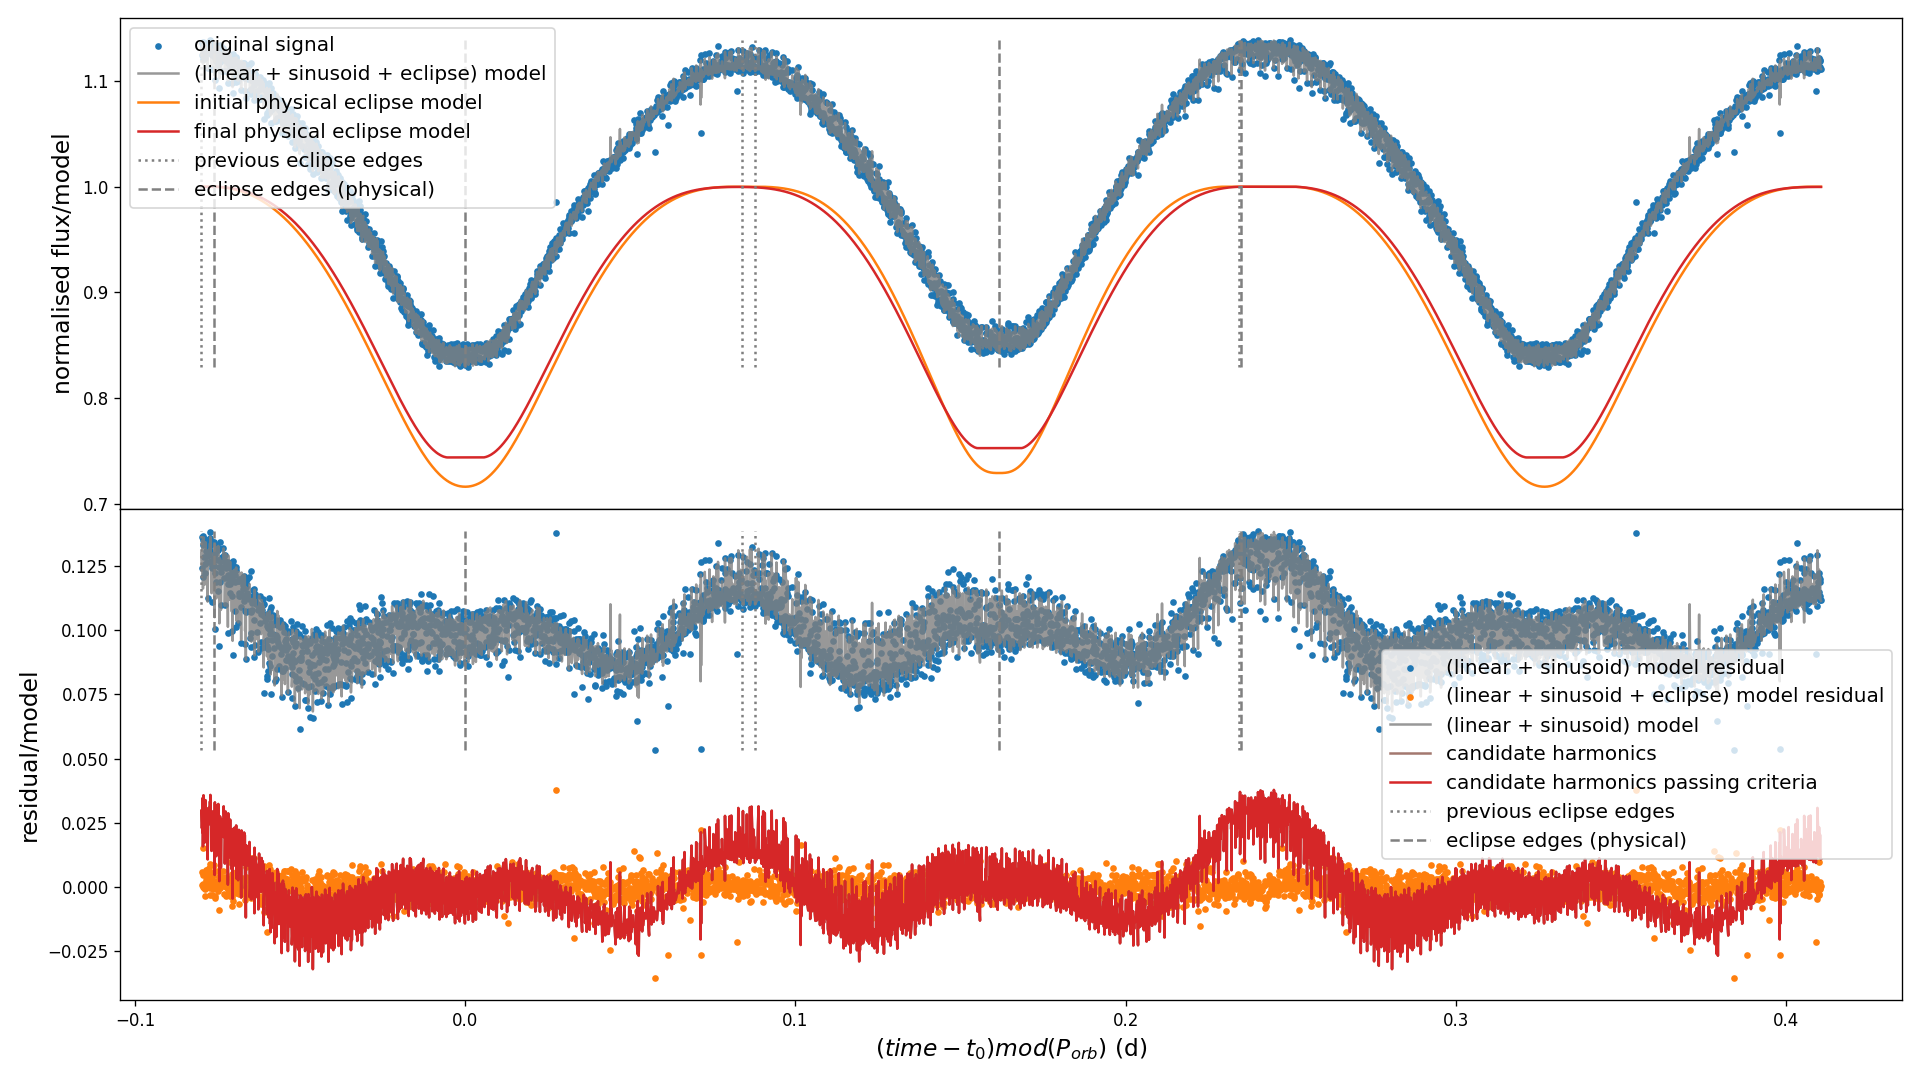 original signal
(linear + sinusoid + eclipse) model
initial physical eclipse model
final physical eclipse model
previous eclipse edges
eclipse edges (physical)
normalised flux/model
1.1
1.0
0.9
0.8
0.7
(linear + sinusoid) model residual
(linear + sinusoid + eclipse) model residual
(linear + sinusoid) model
candidate harmonics
candidate harmonics passing criteria
previous eclipse edges
eclipse edges (physical)
residual/model
0.125
0.100
0.075
0.050
0.025
0.000
−0.025
−0.1 0.0 0.1 0.2 0.3 0.4
(time − t₀)mod(P_orb) (d)